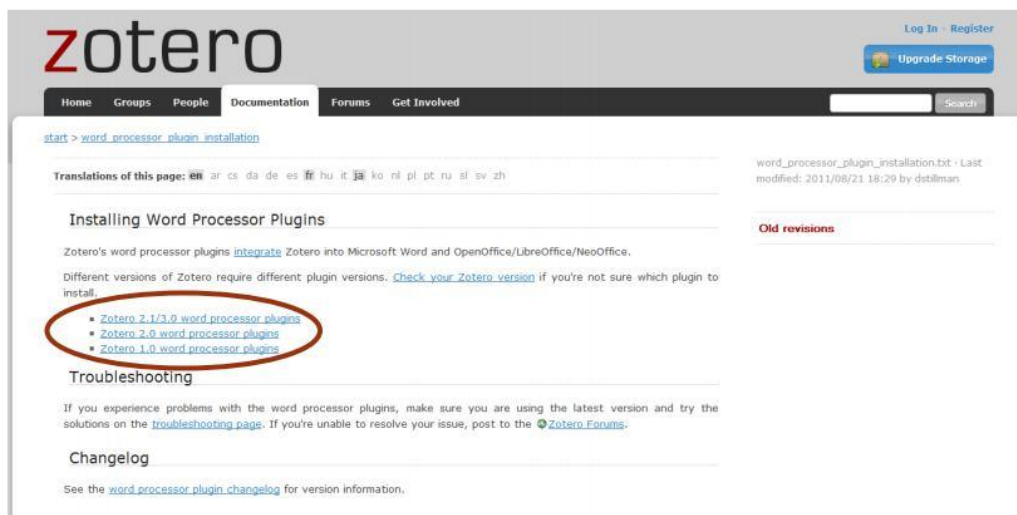 zotero
Log In · Register
Upgrade Storage
Home Groups People Documentation Forums Get Involved
Search
start > word_processor_plugin_installation
Translations of this page: en ar cs da de es fr hu it ja ko nl pl pt ru sl sv zh
word_processor_plugin_installation.txt · Last
modified: 2011/08/21 18:29 by dstillman
Old revisions
Installing Word Processor Plugins
Zotero's word processor plugins integrate Zotero into Microsoft Word and OpenOffice/LibreOffice/NeoOffice.
Different versions of Zotero require different plugin versions. Check your Zotero version if you're not sure which plugin to
install.
Zotero 2.1/3.0 word processor plugins
Zotero 2.0 word processor plugins
Zotero 1.0 word processor plugins
Troubleshooting
If you experience problems with the word processor plugins, make sure you are using the latest version and try the
solutions on the troubleshooting page. If you're unable to resolve your issue, post to the Zotero Forums.
Changelog
See the word processor plugin changelog for version information.